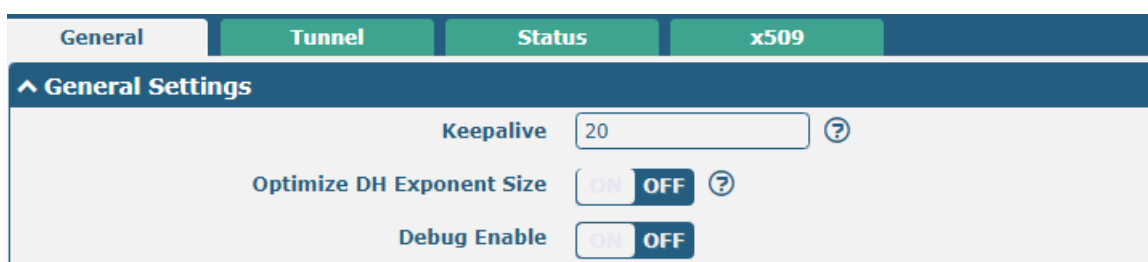 General Tunnel Status x509
General Settings
Keepalive 20 ?
Optimize DH Exponent Size ON OFF ?
Debug Enable ON OFF